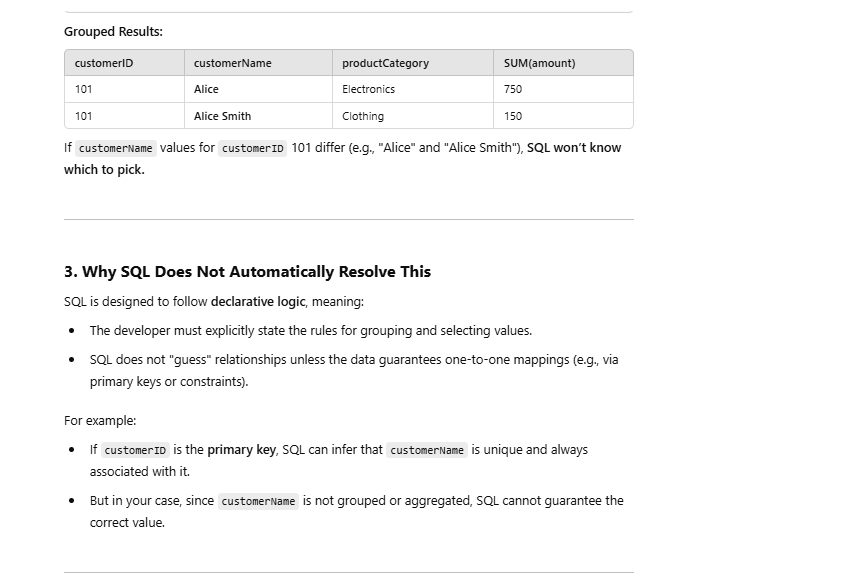 Grouped Results:
customerID customerName productCategory SUM(amount)
101 Alice Electronics 750
101 Alice Smith Clothing 150
If customerName values for customerID 101 differ (e.g., "Alice" and "Alice Smith"), SQL won’t know
which to pick.
3. Why SQL Does Not Automatically Resolve This
SQL is designed to follow declarative logic, meaning:
• The developer must explicitly state the rules for grouping and selecting values.
• SQL does not "guess" relationships unless the data guarantees one-to-one mappings (e.g., via
primary keys or constraints).
For example:
• If customerID is the primary key, SQL can infer that customerName is unique and always
associated with it.
• But in your case, since customerName is not grouped or aggregated, SQL cannot guarantee the
correct value.